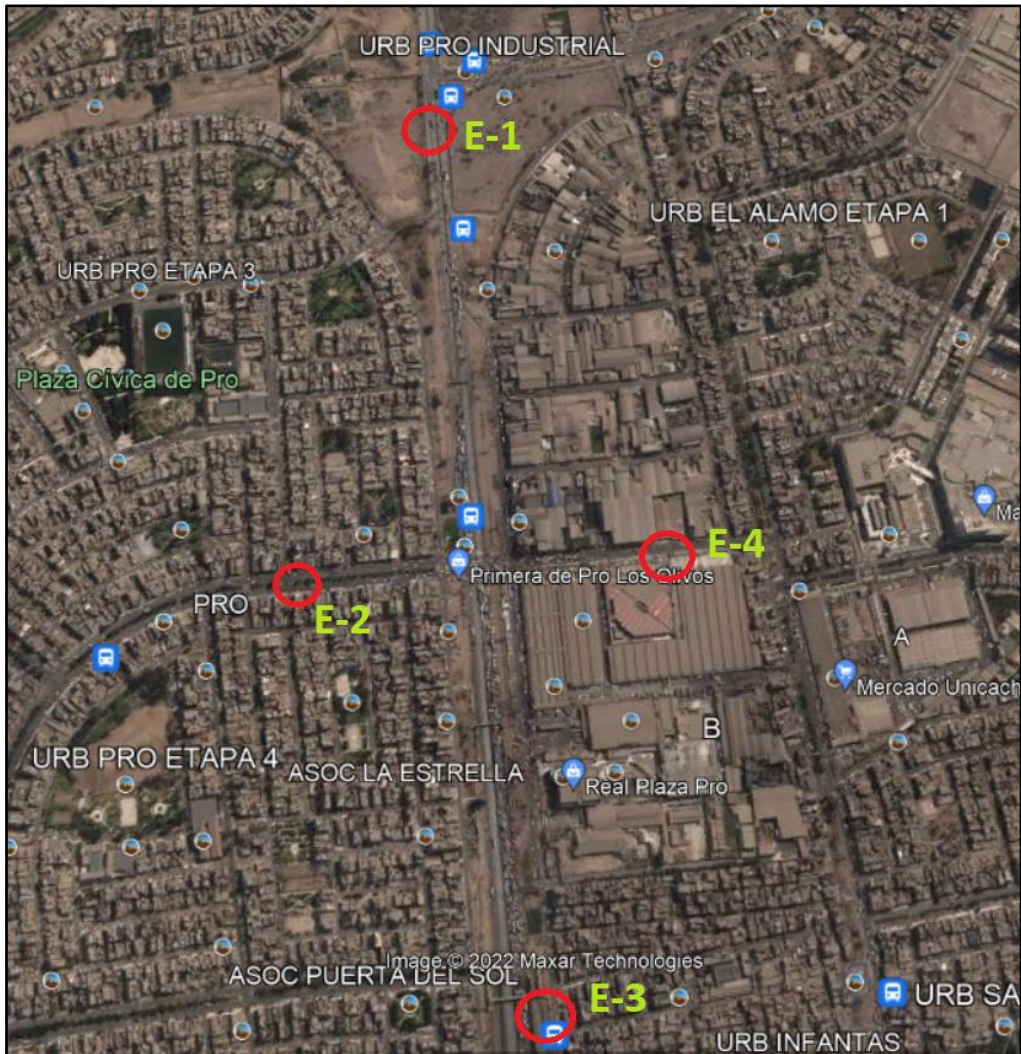 URB PRO INDUSTRIAL
E-1
URB EL ALAMO ETAPA 1
URB PRO ETAPA 3
Plaza Cívica de Pro
Ma
E-4
Primera de Pro Los Olivos
PRO
E-2
A
Mercado Unicach
B
URB PRO ETAPA 4
ASOC LA ESTRELLA
Real Plaza Pro
Image © 2022 Maxar Technologies
ASOC PUERTA DEL SOL
E-3
URB SA
URB INFANTAS